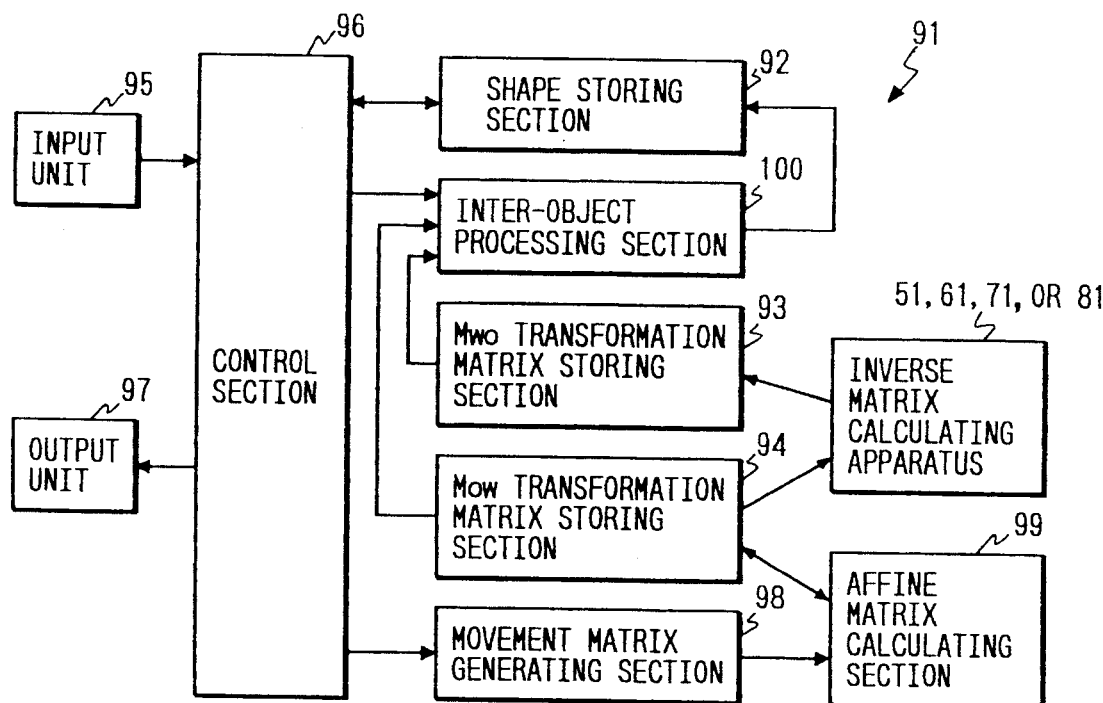 96
91
95
92
INPUT
UNIT
SHAPE STORING
SECTION
100
INTER-OBJECT
PROCESSING SECTION
51, 61, 71, OR 81
93
Mwo TRANSFORMATION
MATRIX STORING
SECTION
INVERSE
MATRIX
CALCULATING
APPARATUS
CONTROL
SECTION
97
OUTPUT
UNIT
94
Mow TRANSFORMATION
MATRIX STORING
SECTION
99
AFFINE
MATRIX
CALCULATING
SECTION
98
MOVEMENT MATRIX
GENERATING SECTION